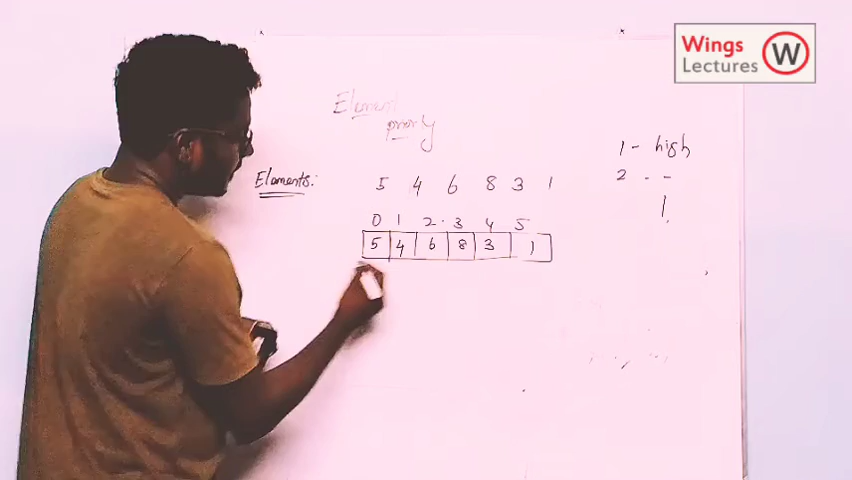 Wings
Lectures
W
Element
priority
1 - high
2 - -
Elements:
5 4 6 8 3 1
0 1 2 3 4 5
5 4 6 8 3 1